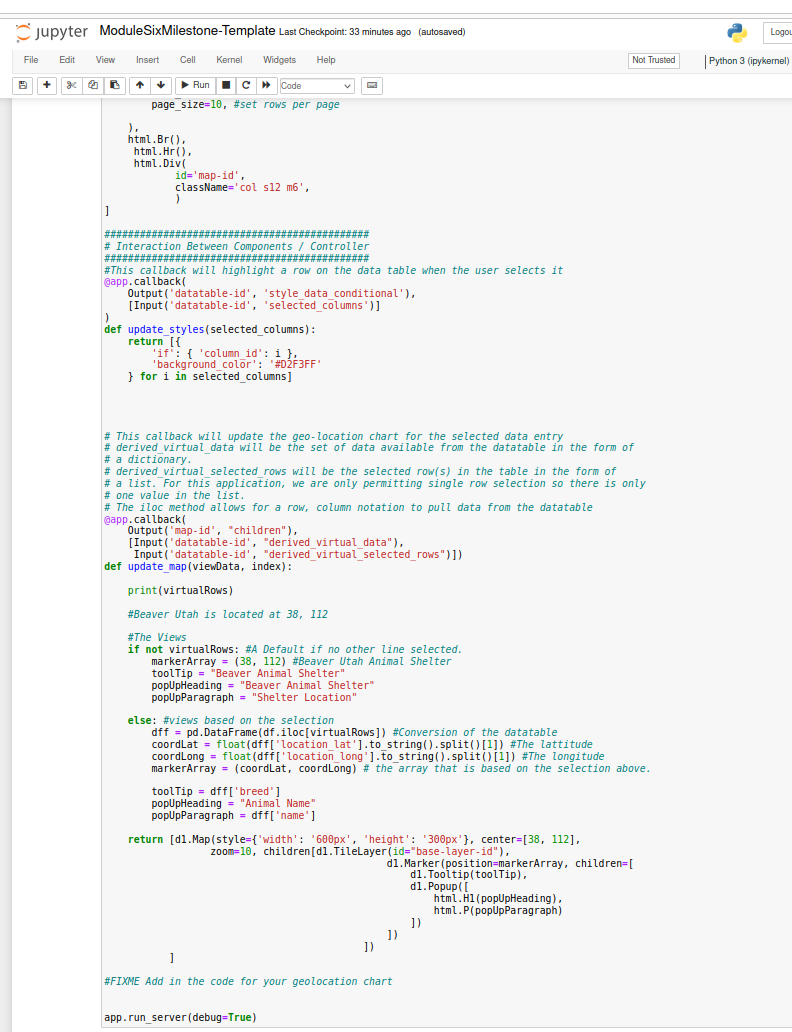 jupyter ModuleSixMilestone-Template Last Checkpoint: 33 minutes ago (autosaved)
File Edit View Insert Cell Kernel Widgets Help Not Trusted Python 3 (ipykernel)
Run Code
page_size=10, #set rows per page
),
html.Br(),
html.Hr(),
html.Div(
id='map-id',
className='col s12 m6',
)
]
#############################################
# Interaction Between Components / Controller
#############################################
#This callback will highlight a row on the data table when the user selects it
@app.callback(
Output('datatable-id', 'style_data_conditional'),
[Input('datatable-id', 'selected_columns')]
)
def update_styles(selected_columns):
return [{
'if': { 'column_id': i },
'background_color': '#D2F3FF'
} for i in selected_columns]
# This callback will update the geo-location chart for the selected data entry
# derived_virtual_data will be the set of data available from the datatable in the form of
# a dictionary.
# derived_virtual_selected_rows will be the selected row(s) in the table in the form of
# a list. For this application, we are only permitting single row selection so there is only
# one value in the list.
# The iloc method allows for a row, column notation to pull data from the datatable
@app.callback(
Output('map-id', "children"),
[Input('datatable-id', "derived_virtual_data"),
Input('datatable-id', "derived_virtual_selected_rows")])
def update_map(viewData, index):
print(virtualRows)
#Beaver Utah is located at 38, 112
#The Views
if not virtualRows: #A Default if no other line selected.
markerArray = (38, 112) #Beaver Utah Animal Shelter
toolTip = "Beaver Animal Shelter"
popUpHeading = "Beaver Animal Shelter"
popUpParagraph = "Shelter Location"
else: #views based on the selection
dff = pd.DataFrame(df.iloc[virtualRows]) #Conversion of the datatable
coordLat = float(dff['location_lat'].to_string().split()[1]) #The lattitude
coordLong = float(dff['location_long'].to_string().split()[1]) #The longitude
markerArray = (coordLat, coordLong) # the array that is based on the selection above.
toolTip = dff['breed']
popUpHeading = "Animal Name"
popUpParagraph = dff['name']
return [d1.Map(style={'width': '600px', 'height': '300px'}, center=[38, 112],
zoom=10, children[d1.TileLayer(id="base-layer-id"),
d1.Marker(position=markerArray, children=[
d1.Tooltip(toolTip),
d1.Popup([
html.H1(popUpHeading),
html.P(popUpParagraph)
])
])
])
]
#FIXME Add in the code for your geolocation chart
app.run_server(debug=True)